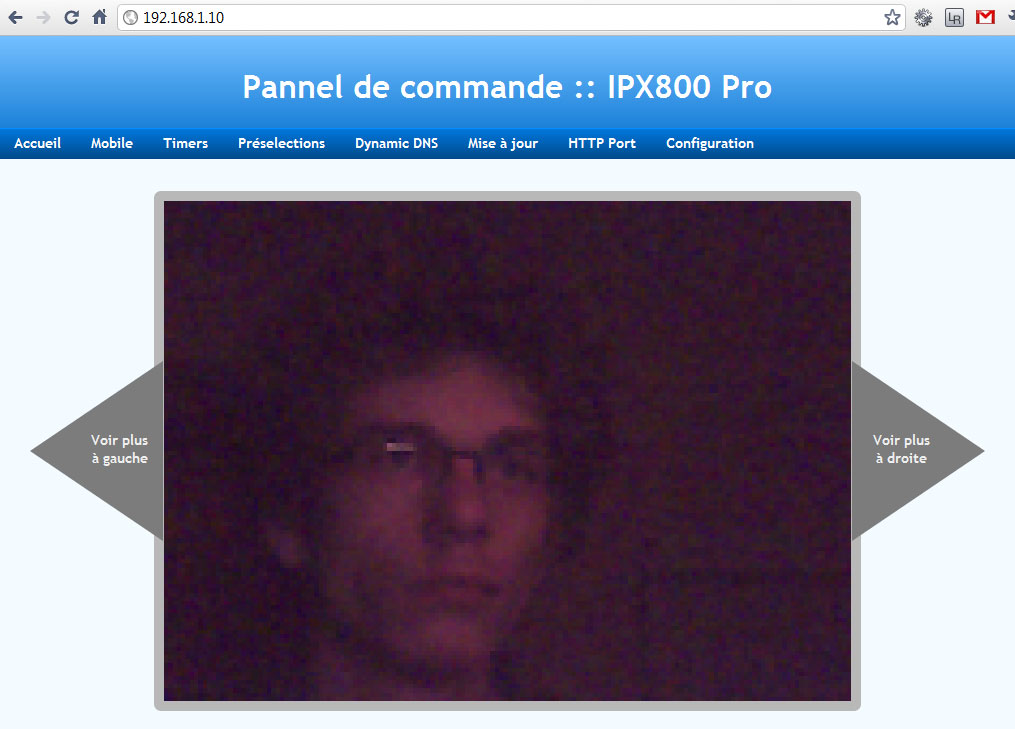 192.168.1.10
LR
Pannel de commande :: IPX800 Pro
Accueil Mobile Timers Préselections Dynamic DNS Mise à jour HTTP Port Configuration
Voir plus
à gauche
Voir plus
à droite